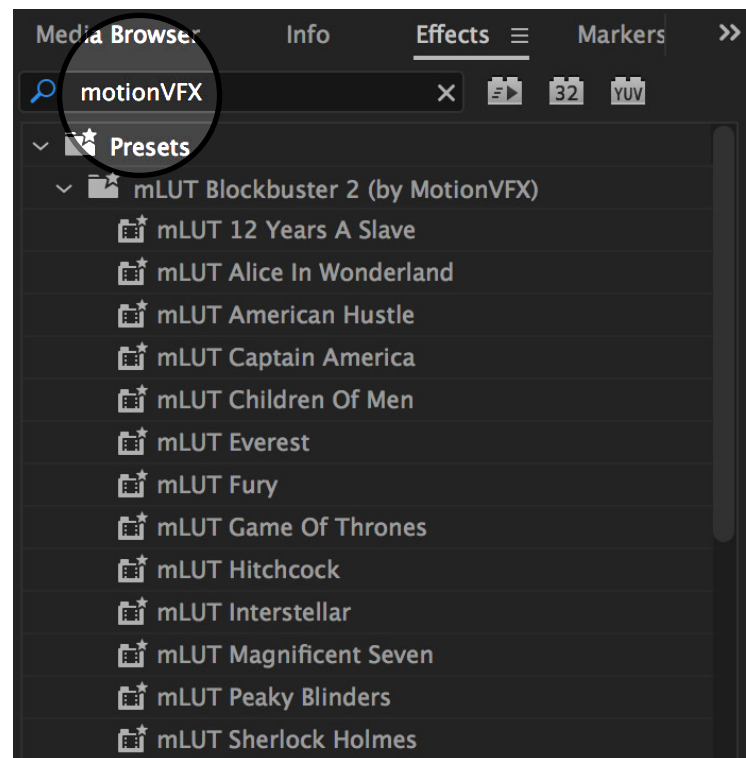 Media Browser Info Effects Markers
motionVFX 32 YUV
Presets
mLUT Blockbuster 2 (by MotionVFX)
mLUT 12 Years A Slave
mLUT Alice In Wonderland
mLUT American Hustle
mLUT Captain America
mLUT Children Of Men
mLUT Everest
mLUT Fury
mLUT Game Of Thrones
mLUT Hitchcock
mLUT Interstellar
mLUT Magnificent Seven
mLUT Peaky Blinders
mLUT Sherlock Holmes